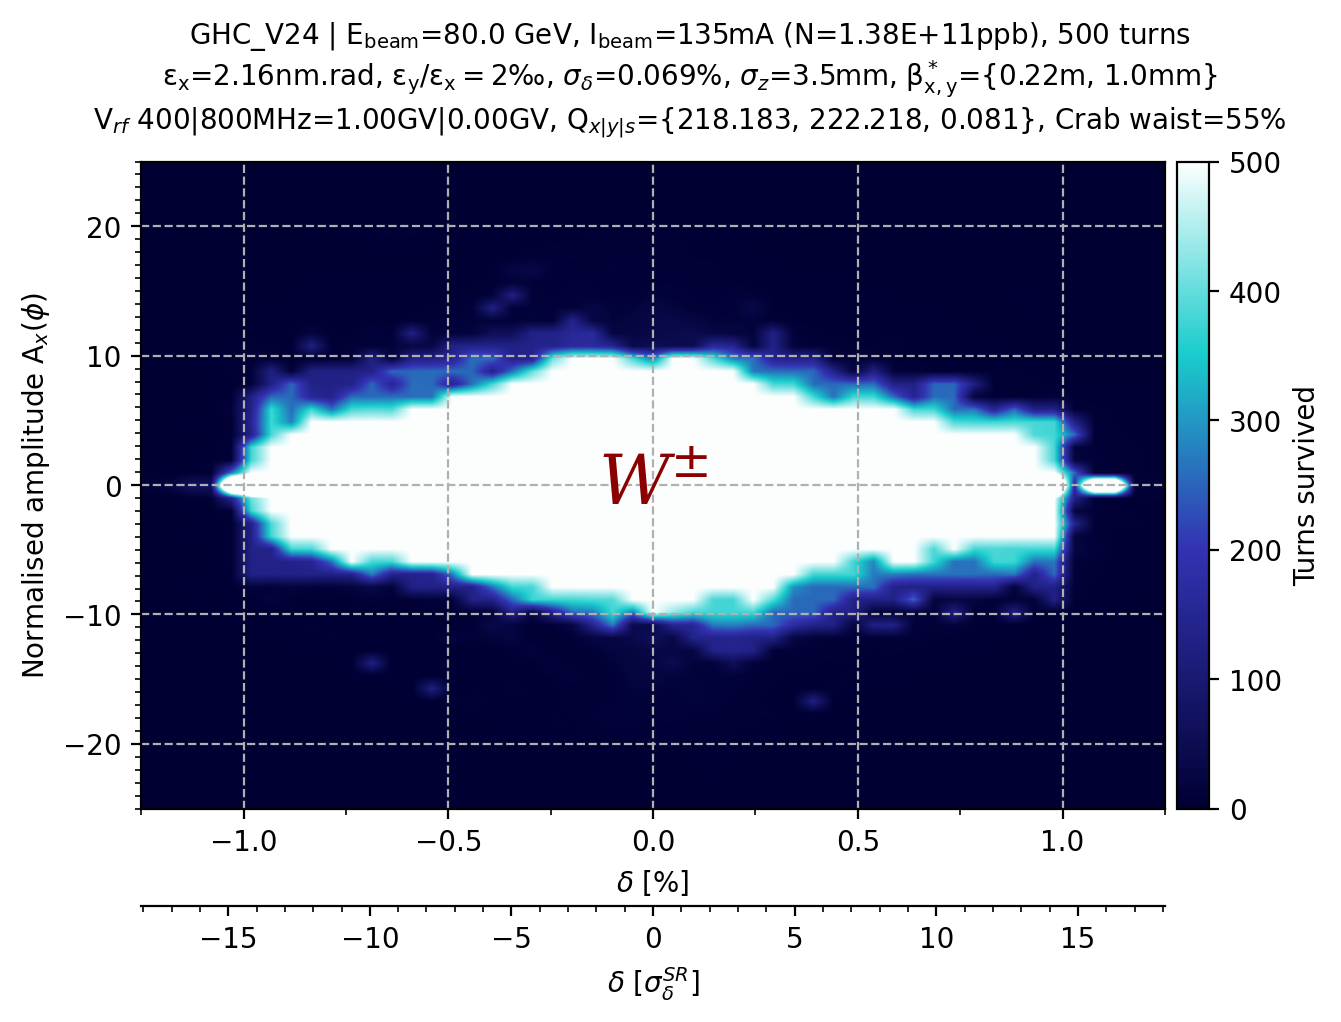 GHC_V24 | E_beam=80.0 GeV, I_beam=135mA (N=1.38E+11ppb), 500 turns
ε_x=2.16nm.rad, ε_y/ε_x = 2‰, σ_δ=0.069%, σ_z=3.5mm, β*_x,y={0.22m, 1.0mm}
V_rf 400|800MHz=1.00GV|0.00GV, Q_x|y|s={218.183, 222.218, 0.081}, Crab waist=55%
20
10
0
−10
−20
Normalised amplitude A_x(ϕ)
W±
500
400
300
200
100
0
Turns survived
−1.0 −0.5 0.0 0.5 1.0
δ [%]
−15 −10 −5 0 5 10 15
δ [σ_δ^SR]